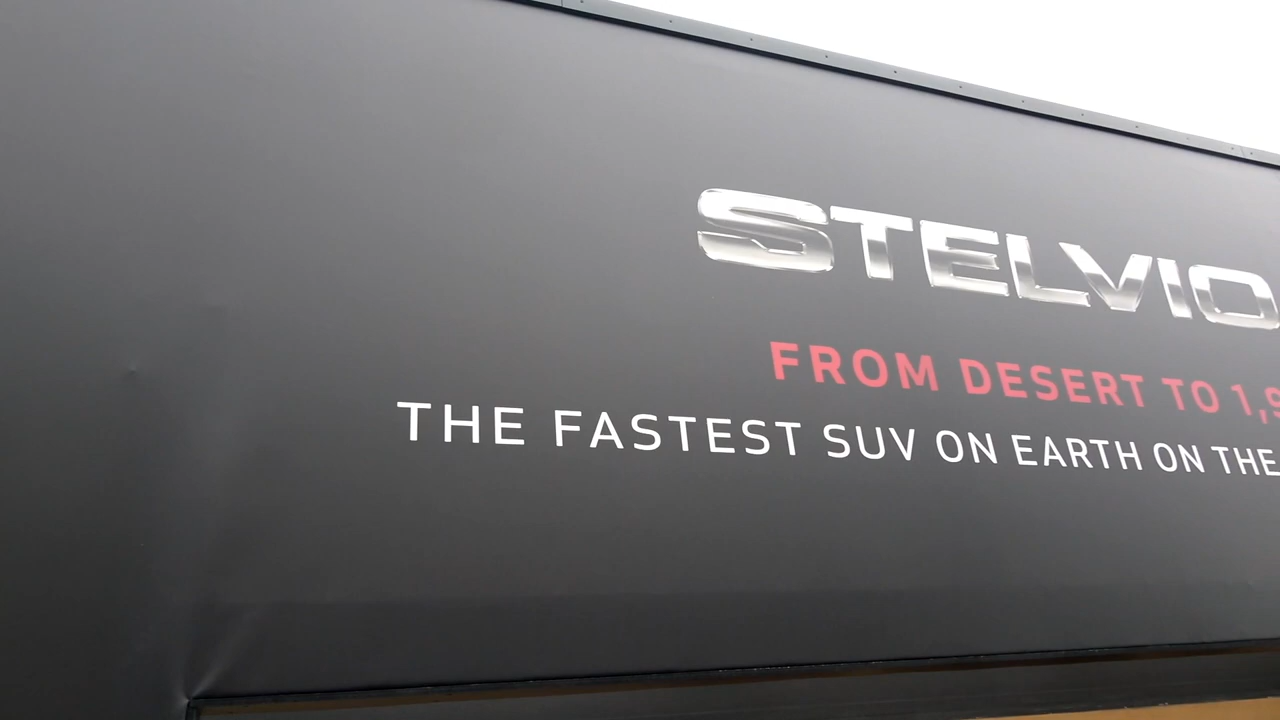 STELVIO
FROM DESERT TO 1,9
THE FASTEST SUV ON EARTH ON THE